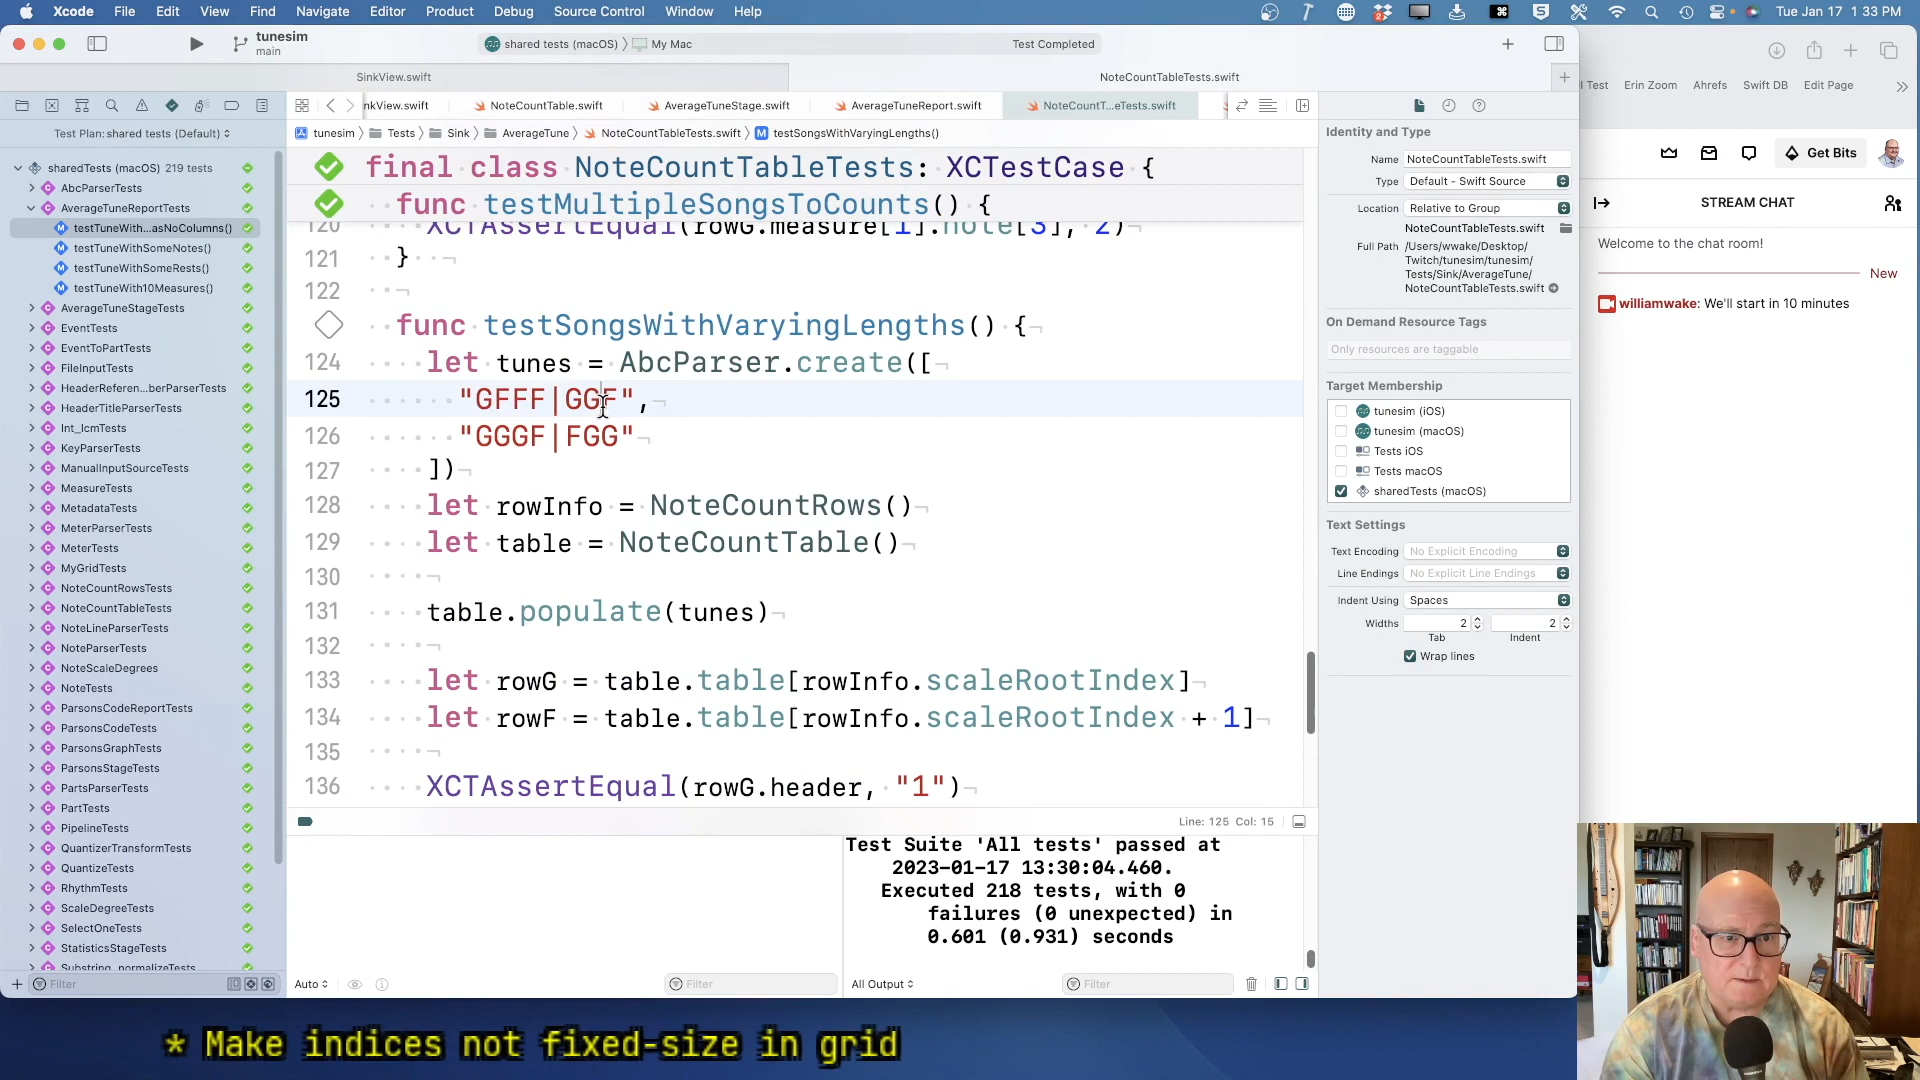 Xcode File Edit View Find Navigate Editor Product Debug Source Control Window Help Tue Jan 17 1:33 PM
tunesim
main
shared tests (macOS) My Mac Test Completed
SinkView.swift NoteCountTableTests.swift
nkView.swift NoteCountTable.swift AverageTuneStage.swift AverageTuneReport.swift NoteCountT...eTests.swift
Test Plan: shared tests (Default)
tunesim Tests Sink AverageTune NoteCountTableTests.swift testSongsWithVaryingLengths()
sharedTests (macOS) 219 tests
AbcParserTests
AverageTuneReportTests
testTuneWith...asNoColumns()
testTuneWithSomeNotes()
testTuneWithSomeRests()
testTuneWith10Measures()
AverageTuneStageTests
EventTests
EventToPartTests
FileInputTests
HeaderReferen...berParserTests
HeaderTitleParserTests
Int_lcmTests
KeyParserTests
ManualInputSourceTests
MeasureTests
MetadataTests
MeterParserTests
MeterTests
MyGridTests
NoteCountRowsTests
NoteCountTableTests
NoteLineParserTests
NoteParserTests
NoteScaleDegrees
NoteTests
ParsonsCodeReportTests
ParsonsCodeTests
ParsonsGraphTests
ParsonsStageTests
PartsParserTests
PartTests
PipelineTests
QuantizerTransformTests
QuantizeTests
RhythmTests
ScaleDegreeTests
SelectOneTests
StatisticsStageTests
Substring_normalizeTests
Filter
final class NoteCountTableTests: XCTestCase {
func testMultipleSongsToCounts() {
120 XCTAssertEqual(rowG.measure[1].note[3], 2)
121 }
122
func testSongsWithVaryingLengths() {
124 let tunes = AbcParser.create([
125 "GFFF|GGF",
126 "GGGF|FGG"
127 ])
128 let rowInfo = NoteCountRows()
129 let table = NoteCountTable()
130
131 table.populate(tunes)
132
133 let rowG = table.table[rowInfo.scaleRootIndex]
134 let rowF = table.table[rowInfo.scaleRootIndex + 1]
135
136 XCTAssertEqual(rowG.header, "1")
Line: 125 Col: 15
Test Suite 'All tests' passed at
2023-01-17 13:30:04.460.
Executed 218 tests, with 0
failures (0 unexpected) in
0.601 (0.931) seconds
Auto Filter All Output Filter
Identity and Type
Name NoteCountTableTests.swift
Type Default - Swift Source
Location Relative to Group
NoteCountTableTests.swift
Full Path /Users/wwake/Desktop/
Twitch/tunesim/tunesim/
Tests/Sink/AverageTune/
NoteCountTableTests.swift
On Demand Resource Tags
Only resources are taggable
Target Membership
tunesim (iOS)
tunesim (macOS)
Tests iOS
Tests macOS
sharedTests (macOS)
Text Settings
Text Encoding No Explicit Encoding
Line Endings No Explicit Line Endings
Indent Using Spaces
Widths 2 2
Tab Indent
Wrap lines
l Test Erin Zoom Ahrefs Swift DB Edit Page
Get Bits
STREAM CHAT
Welcome to the chat room!
New
williamwake: We'll start in 10 minutes
* Make indices not fixed-size in grid